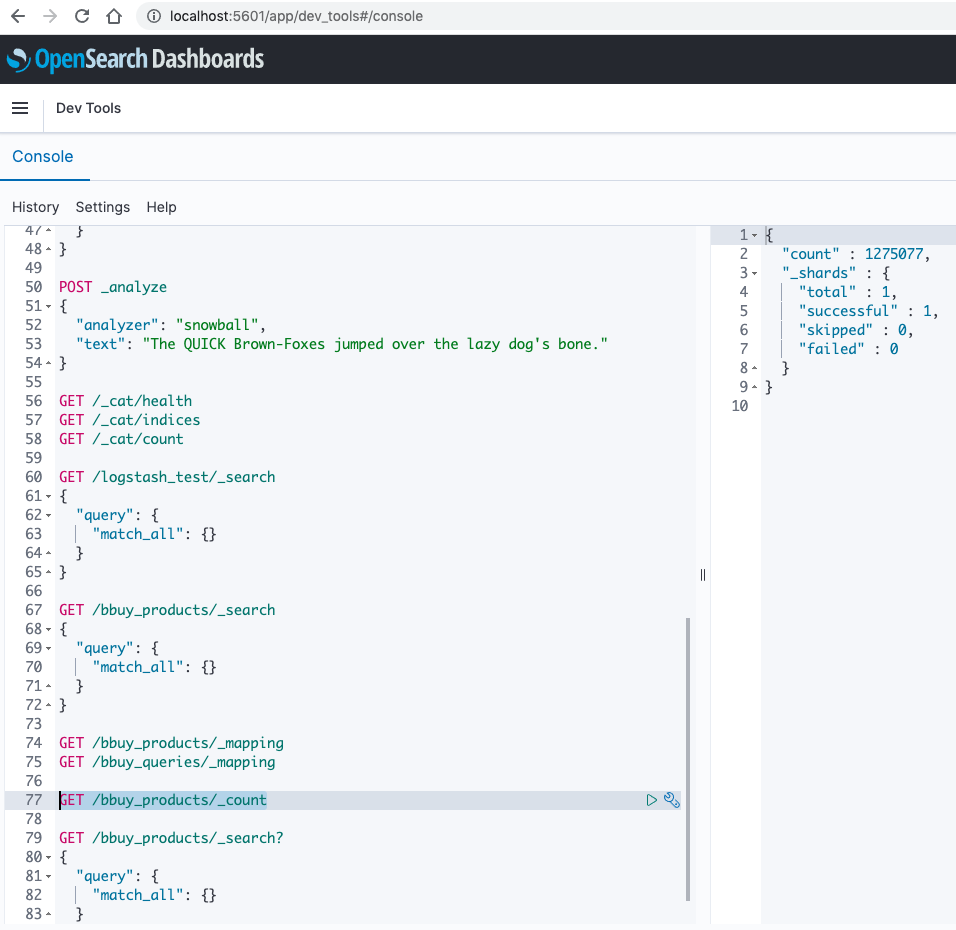 localhost:5601/app/dev_tools#/console
OpenSearch Dashboards
Dev Tools
Console
History Settings Help
47 }
48 }
49
50 POST _analyze
51 {
52 "analyzer": "snowball",
53 "text": "The QUICK Brown-Foxes jumped over the lazy dog's bone."
54 }
55
56 GET /_cat/health
57 GET /_cat/indices
58 GET /_cat/count
59
60 GET /logstash_test/_search
61 {
62 "query": {
63 "match_all": {}
64 }
65 }
66
67 GET /bbuy_products/_search
68 {
69 "query": {
70 "match_all": {}
71 }
72 }
73
74 GET /bbuy_products/_mapping
75 GET /bbuy_queries/_mapping
76
77 GET /bbuy_products/_count
78
79 GET /bbuy_products/_search?
80 {
81 "query": {
82 "match_all": {}
83 }
1 {
2 "count" : 1275077,
3 "_shards" : {
4 "total" : 1,
5 "successful" : 1,
6 "skipped" : 0,
7 "failed" : 0
8 }
9 }
10